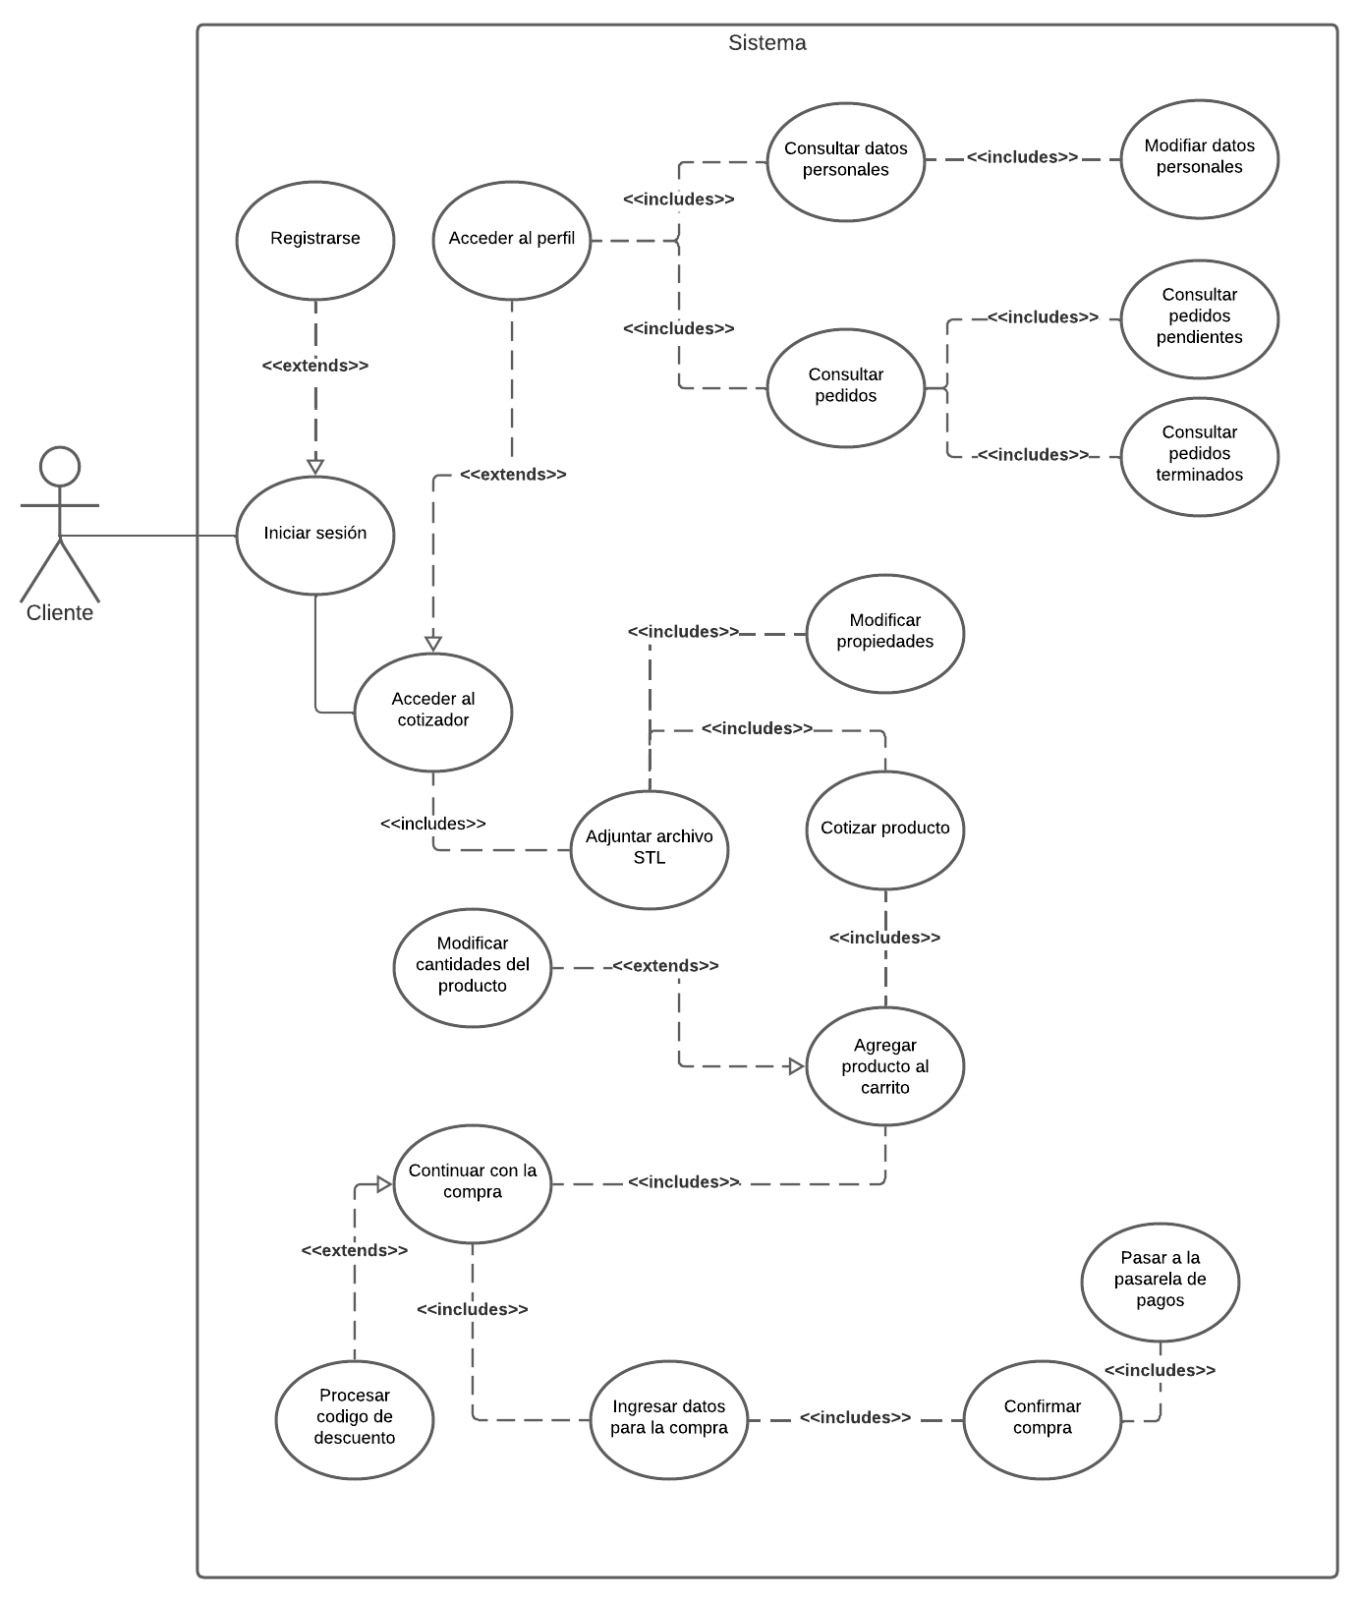 Sistema
Consultar datos
personales
<<includes>>
Modifiar datos
personales
<<includes>>
Registrarse
Acceder al perfil
<<includes>>
Consultar
pedidos
<<includes>>
Consultar
pedidos
pendientes
<<extends>>
Consultar
pedidos
terminados
<<includes>>
<<extends>>
Iniciar sesión
Cliente
<<includes>>
Modificar
propiedades
Acceder al
cotizador
<<includes>>
<<includes>>
Adjuntar archivo
STL
Cotizar producto
<<includes>>
Modificar
cantidades del
producto
<<extends>>
Agregar
producto al
carrito
Continuar con la
compra
<<includes>>
<<extends>>
<<includes>>
Pasar a la
pasarela de
pagos
<<includes>>
Procesar
codigo de
descuento
Ingresar datos
para la compra
<<includes>>
Confirmar
compra